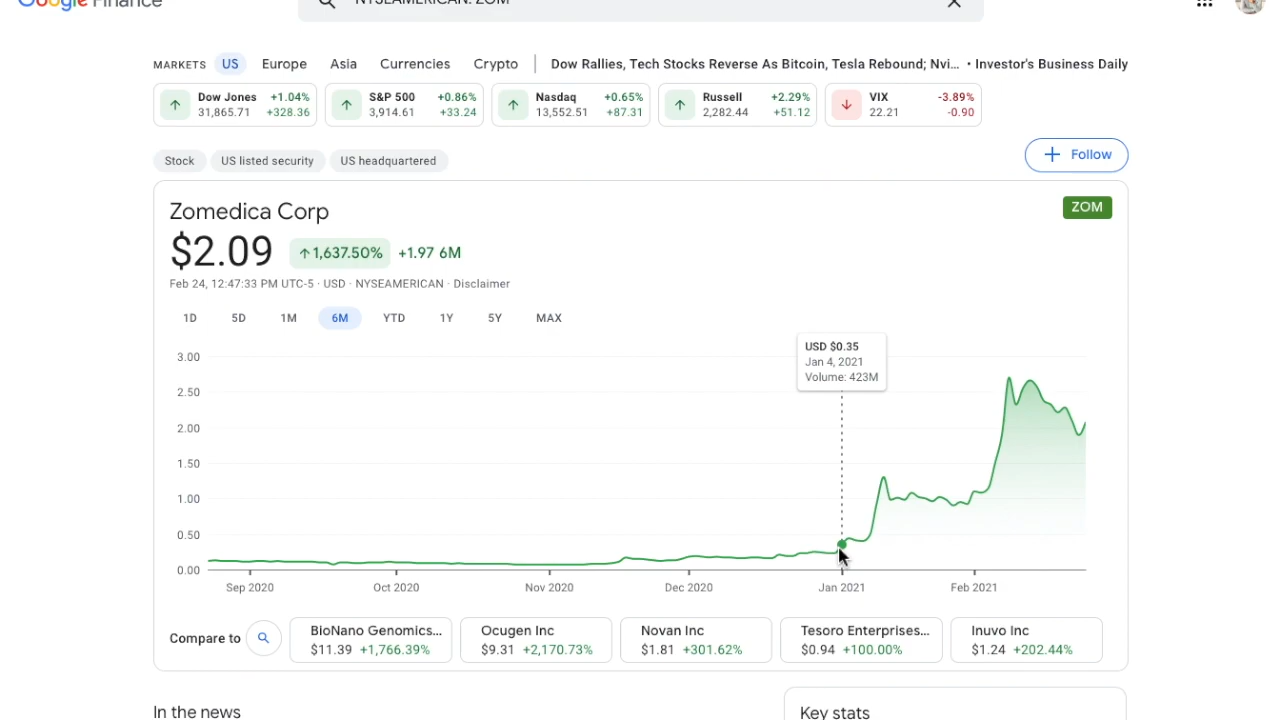 Google Finance
NYSEAMERICAN: ZOM
MARKETS US Europe Asia Currencies Crypto Dow Rallies, Tech Stocks Reverse As Bitcoin, Tesla Rebound; Nvi... • Investor's Business Daily
Dow Jones +1.04% S&P 500 +0.86% Nasdaq +0.65% Russell +2.29% VIX -3.89%
31,865.71 +328.36 3,914.61 +33.24 13,552.51 +87.31 2,282.44 +51.12 22.21 -0.90
Stock US listed security US headquartered Follow
Zomedica Corp ZOM
$2.09 1,637.50% +1.97 6M
Feb 24, 12:47:33 PM UTC-5 · USD · NYSEAMERICAN · Disclaimer
1D 5D 1M 6M YTD 1Y 5Y MAX
USD $0.35
Jan 4, 2021
Volume: 423M
3.00
2.50
2.00
1.50
1.00
0.50
0.00
Sep 2020 Oct 2020 Nov 2020 Dec 2020 Jan 2021 Feb 2021
Compare to
BioNano Genomics... Ocugen Inc Novan Inc Tesoro Enterprises... Inuvo Inc
$11.39 +1,766.39% $9.31 +2,170.73% $1.81 +301.62% $0.94 +100.00% $1.24 +202.44%
In the news Key stats